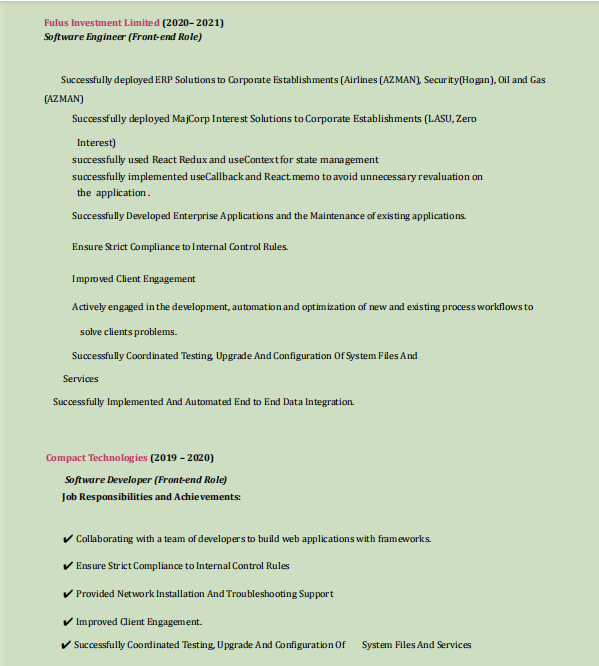 Fulus Investment Limited (2020– 2021)
Software Engineer (Front-end Role)
Successfully deployed ERP Solutions to Corporate Establishments (Airlines (AZMAN), Security(Hogan), Oil and Gas
(AZMAN)
Successfully deployed MajCorp Interest Solutions to Corporate Establishments (LASU, Zero
Interest)
successfully used React Redux and useContext for state management
successfully implemented useCallback and React.memo to avoid unnecessary revaluation on
the application .
Successfully Developed Enterprise Applications and the Maintenance of existing applications.
Ensure Strict Compliance to Internal Control Rules.
Improved Client Engagement
Actively engaged in the development, automation and optimization of new and existing process workflows to
solve clients problems.
Successfully Coordinated Testing, Upgrade And Configuration Of System Files And
Services
Successfully Implemented And Automated End to End Data Integration.
Compact Technologies (2019 – 2020)
Software Developer (Front-end Role)
Job Responsibilities and Achievements:
✔ Collaborating with a team of developers to build web applications with frameworks.
✔ Ensure Strict Compliance to Internal Control Rules
✔ Provided Network Installation And Troubleshooting Support
✔ Improved Client Engagement.
✔ Successfully Coordinated Testing, Upgrade And Configuration Of System Files And Services